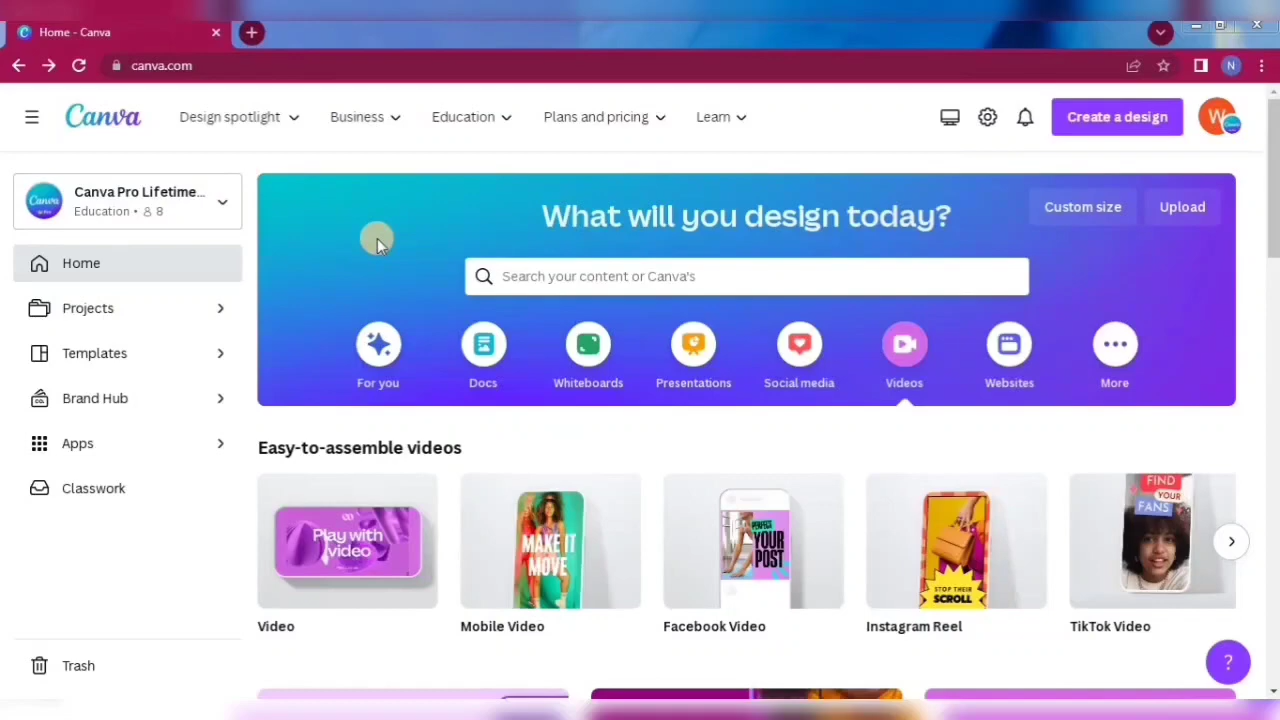 Home - Canva
canva.com
N
Canva
Design spotlight
Business
Education
Plans and pricing
Learn
Create a design
W
Canva
Canva Pro Lifetime...
Education • 8
Home
Projects
Templates
Brand Hub
Apps
Classwork
Trash
What will you design today?
Custom size
Upload
Search your content or Canva's
For you
Docs
Whiteboards
Presentations
Social media
Videos
Websites
More
Easy-to-assemble videos
Play with
video
MAKE IT
MOVE
PERFECT
YOUR
POST
STOP THEIR
SCROLL
FIND
YOUR
FANS
Video
Mobile Video
Facebook Video
Instagram Reel
TikTok Video
?